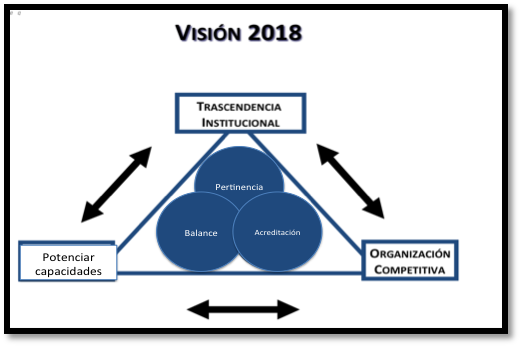 VISIÓN 2018
TRASCENDENCIA
INSTITUCIONAL
Pertinencia
Balance
Acreditación
Potenciar
capacidades
ORGANIZACIÓN
COMPETITIVA